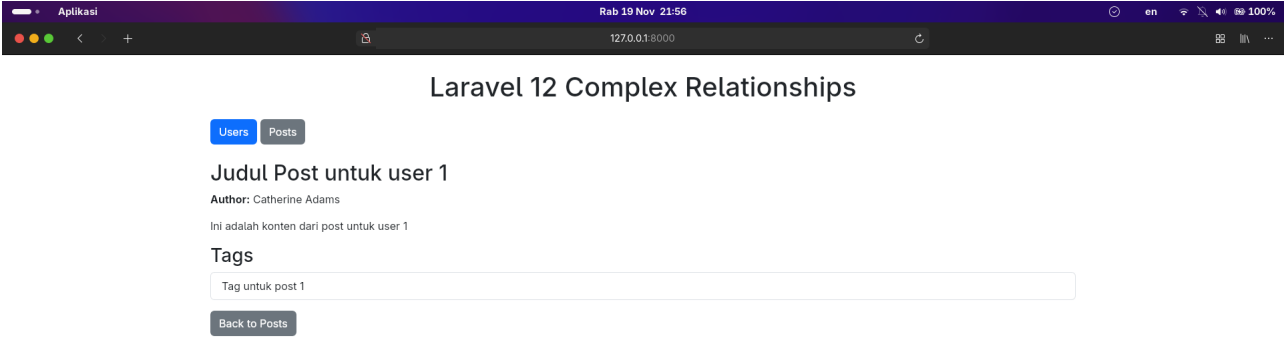 Aplikasi Rab 19 Nov 21:56 en 100%
127.0.0.1:8000
Laravel 12 Complex Relationships
Users Posts
Judul Post untuk user 1
Author: Catherine Adams
Ini adalah konten dari post untuk user 1
Tags
Tag untuk post 1
Back to Posts